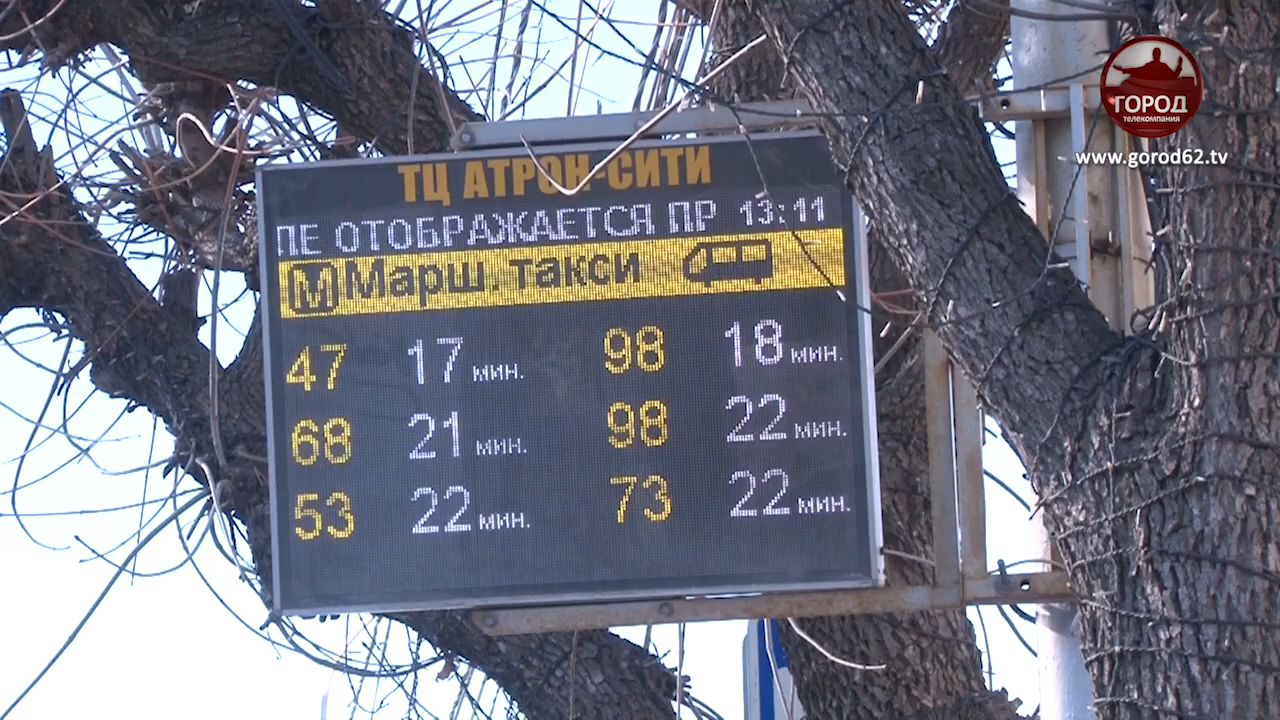 ГОРОД
телекомпания
www.gorod62.tv
ТЦ АТРОН-СИТИ
ОТОБРАЖАЕТСЯ ПР 13:11
М Марш. такси
47 17 мин. 98 18 мин.
68 21 мин. 98 22 мин.
53 22 мин. 73 22 мин.